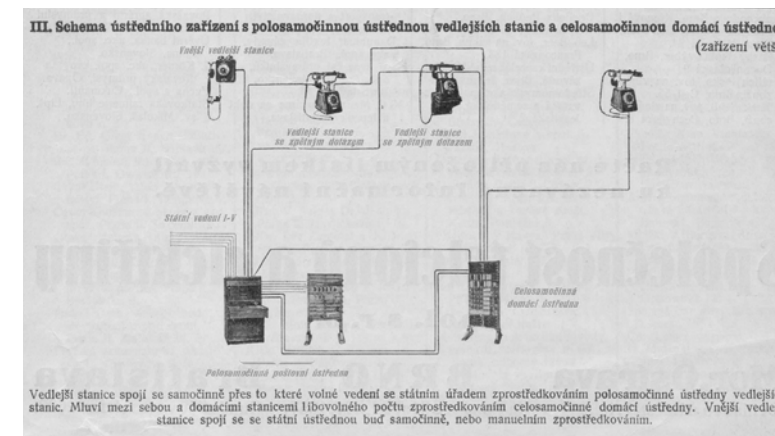 III. Schema ústředního zařízení s polosamočinnou ústřednou vedlejších stanic a celosamočinnou domácí ústředno
(zařízení větš
Vnější vedlejší stanice
Vedlejší stanice
se zpětným dotazem
Vedlejší stanice
se zpětným dotazem
Státní vedení I-V
Celosamočinná
domácí ústředna
Polosamočinná poštovní ústředna
Vedlejší stanice spojí se samočinně přes to které volné vedení se státním úřadem zprostředkováním polosamočinné ústředny vedlejší
stanic. Mluví mezi sebou a domácími stanicemi libovolného počtu zprostředkováním celosamočinné domácí ústředny. Vnější vedle
stanice spojí se se státní ústřednou buď samočinně, nebo manuelním zprostředkováním.